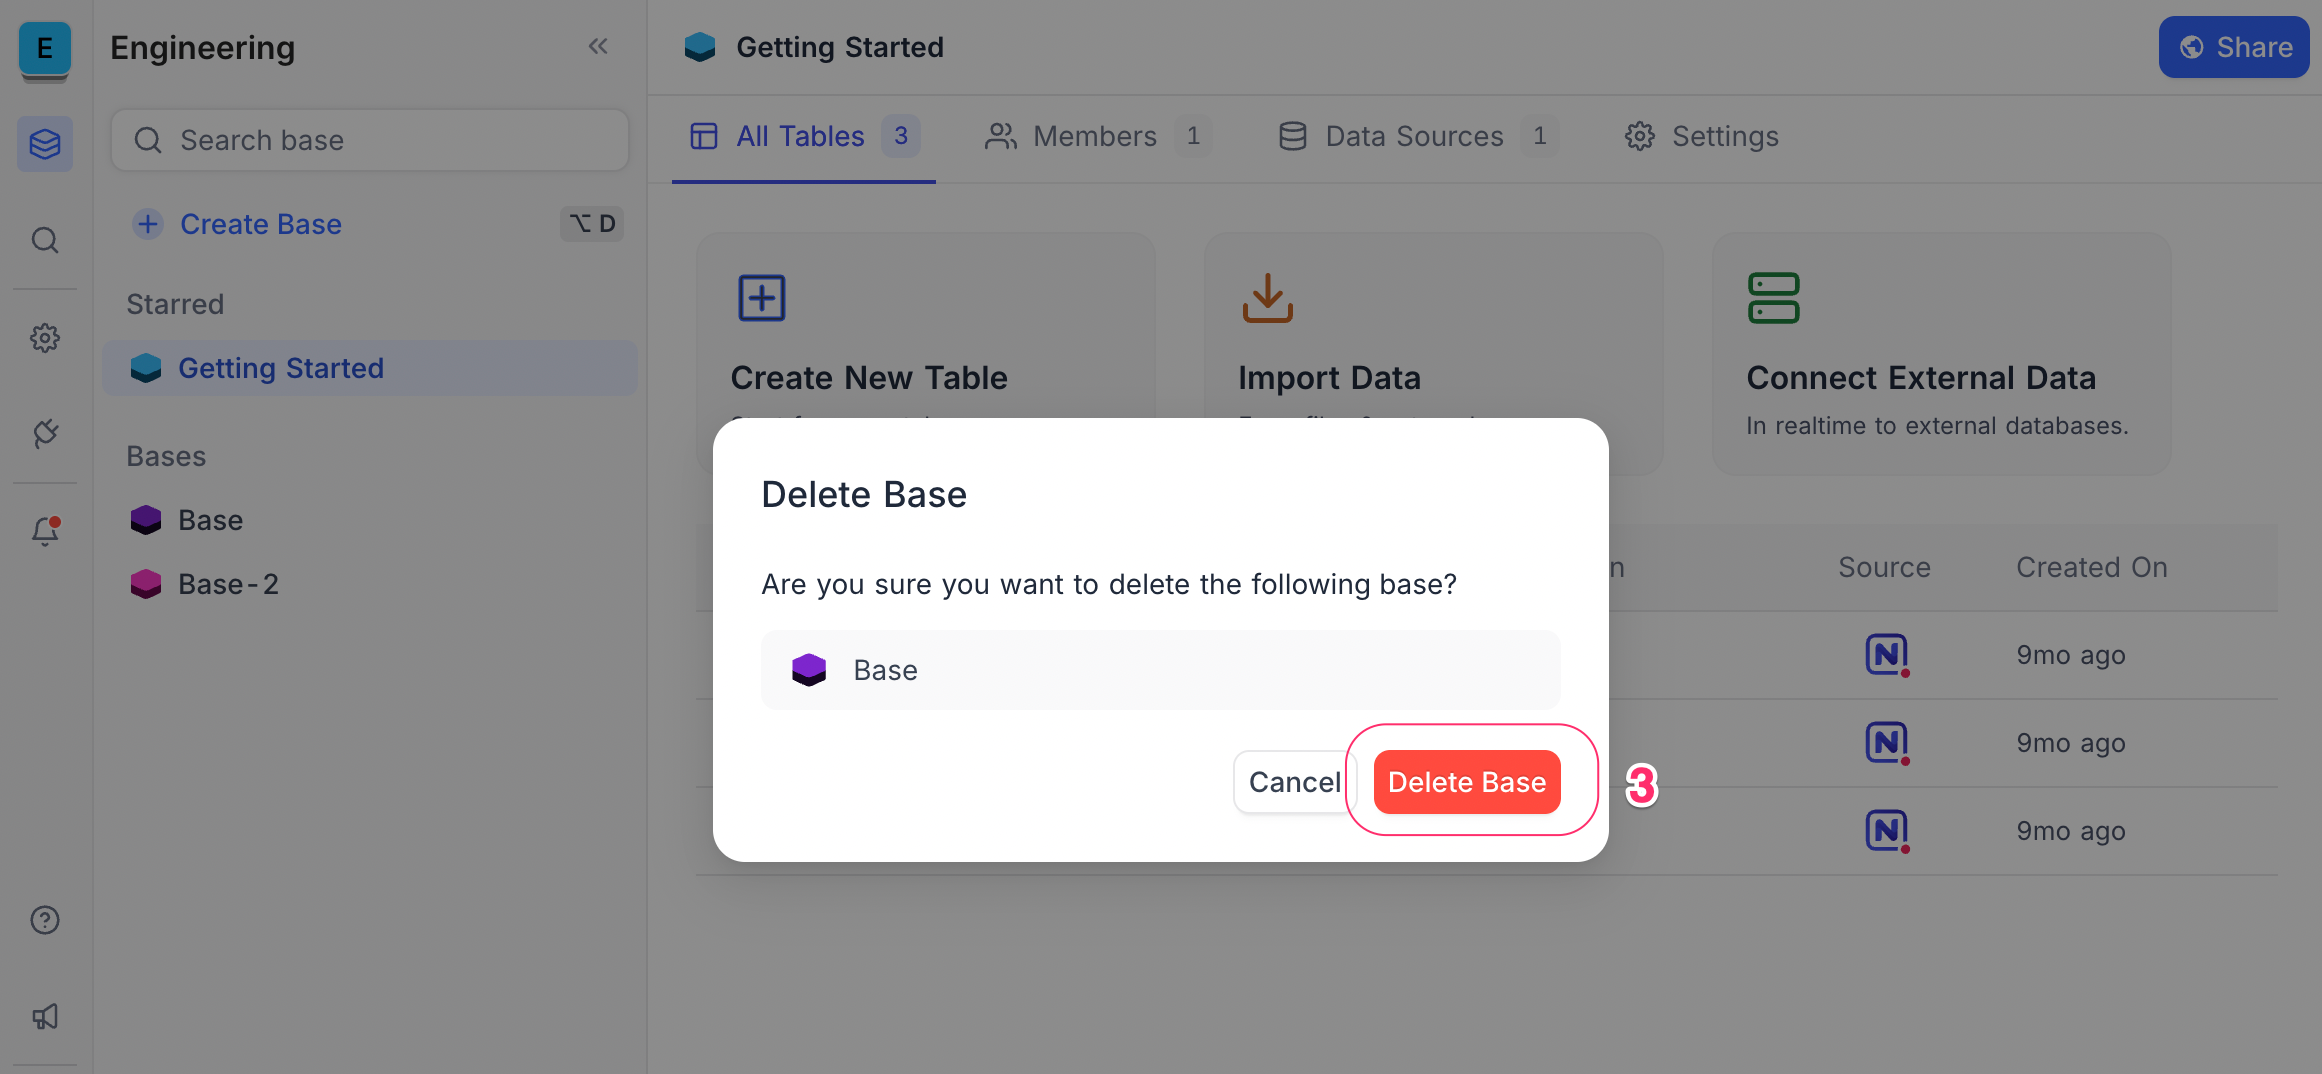 E
Engineering
Search base
Create Base
⌥ D
Starred
Getting Started
Bases
Base
Base-2
Getting Started
Share
All Tables 3
Members 1
Data Sources 1
Settings
Create New Table
Import Data
Connect External Data
In realtime to external databases.
Source
Created On
9mo ago
9mo ago
9mo ago
Delete Base
Are you sure you want to delete the following base?
Base
Cancel
Delete Base
3